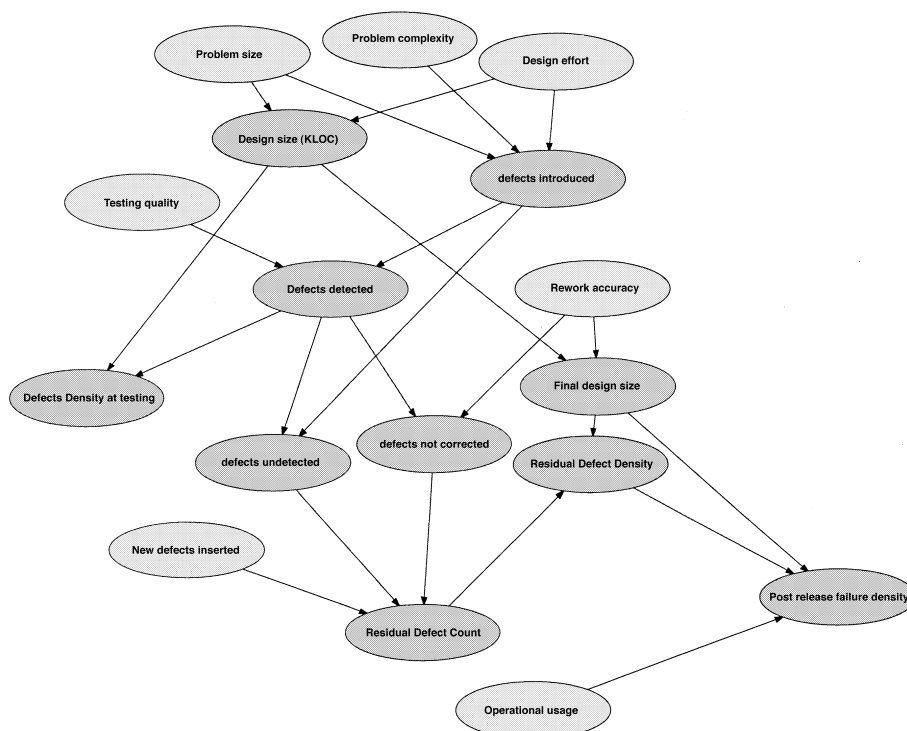 Problem complexity
Problem size
Design effort
Design size (KLOC)
defects introduced
Testing quality
Defects detected
Rework accuracy
Final design size
Defects Density at testing
defects not corrected
defects undetected
Residual Defect Density
New defects inserted
Post release failure density
Residual Defect Count
Operational usage